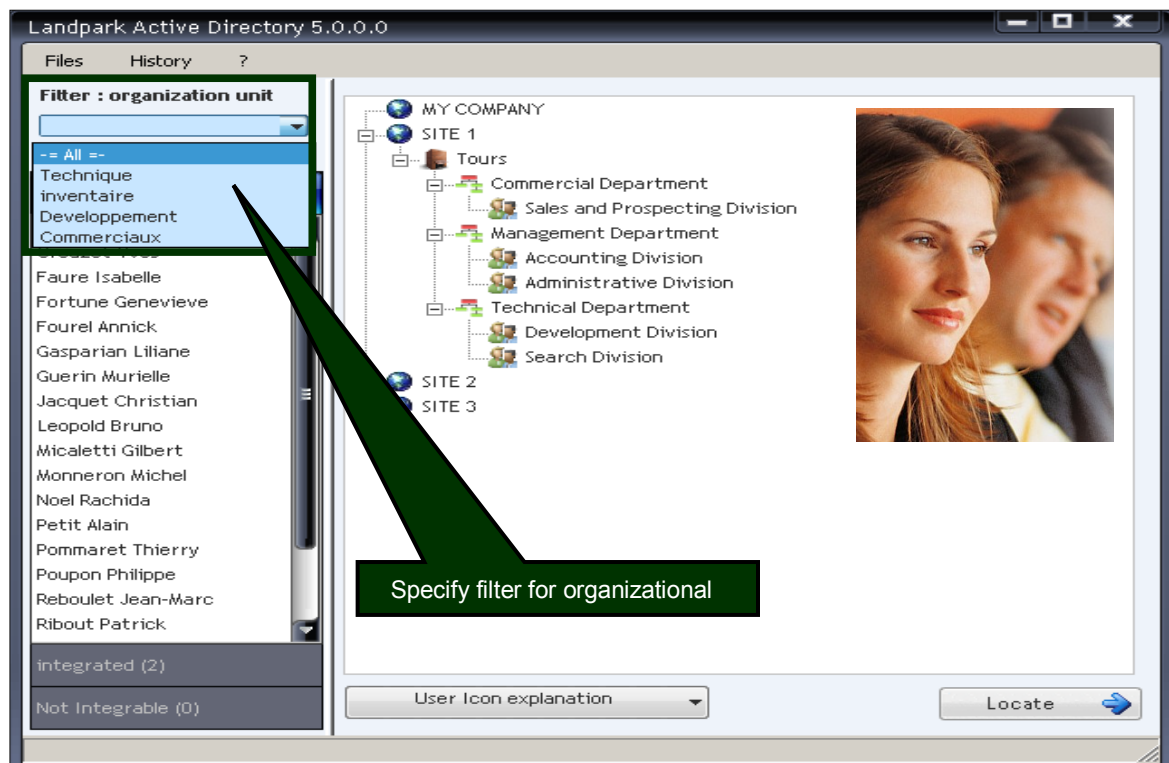 Landpark Active Directory 5.0.0.0
Files History ?
Filter : organization unit
-= All =-
Technique
inventaire
Developpement
Commerciaux
Faure Isabelle
Fortune Genevieve
Fourel Annick
Gasparian Liliane
Guerin Murielle
Jacquet Christian
Leopold Bruno
Micaletti Gilbert
Monneron Michel
Noel Rachida
Petit Alain
Pommaret Thierry
Poupon Philippe
Reboulet Jean-Marc
Ribout Patrick
integrated (2)
Not Integrable (0)
MY COMPANY
SITE 1
Tours
Commercial Department
Sales and Prospecting Division
Management Department
Accounting Division
Administrative Division
Technical Department
Development Division
Search Division
SITE 2
SITE 3
Specify filter for organizational
User Icon explanation
Locate